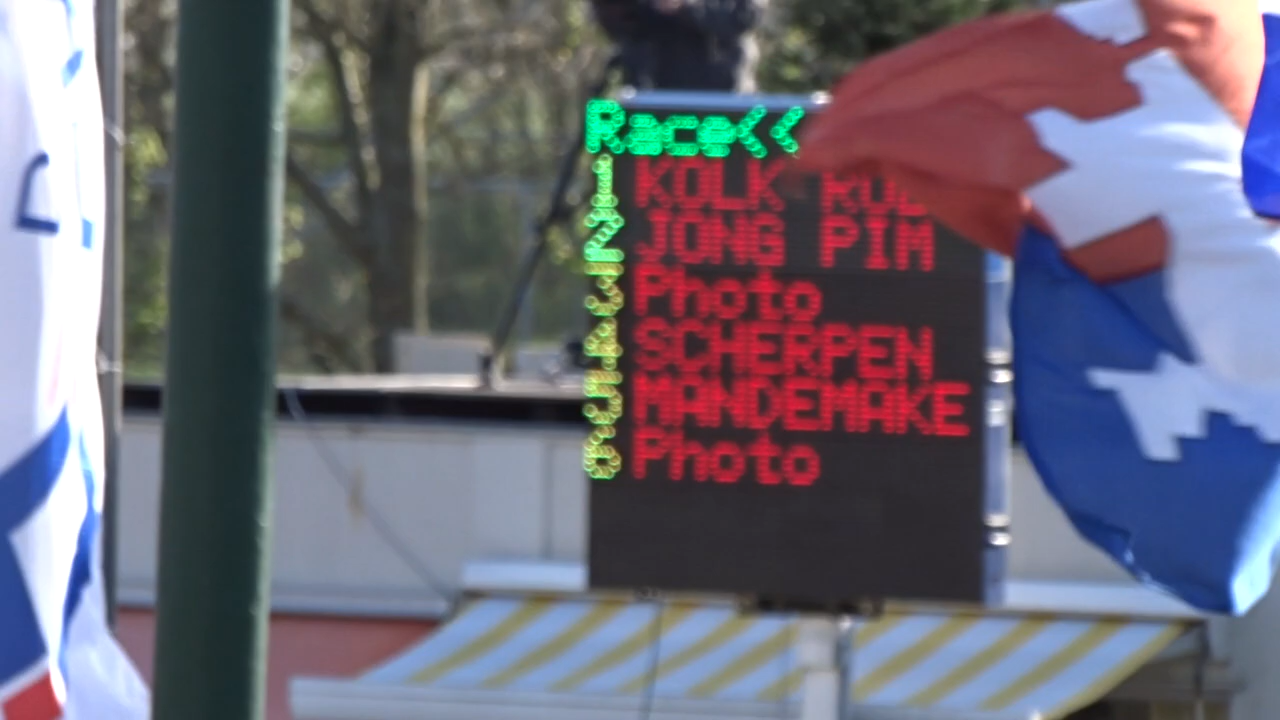 Race<<
1 KOLK
2 JONG PIM
3 Photo
4 SCHERPEN
5 MANDEMAKE
6 Photo